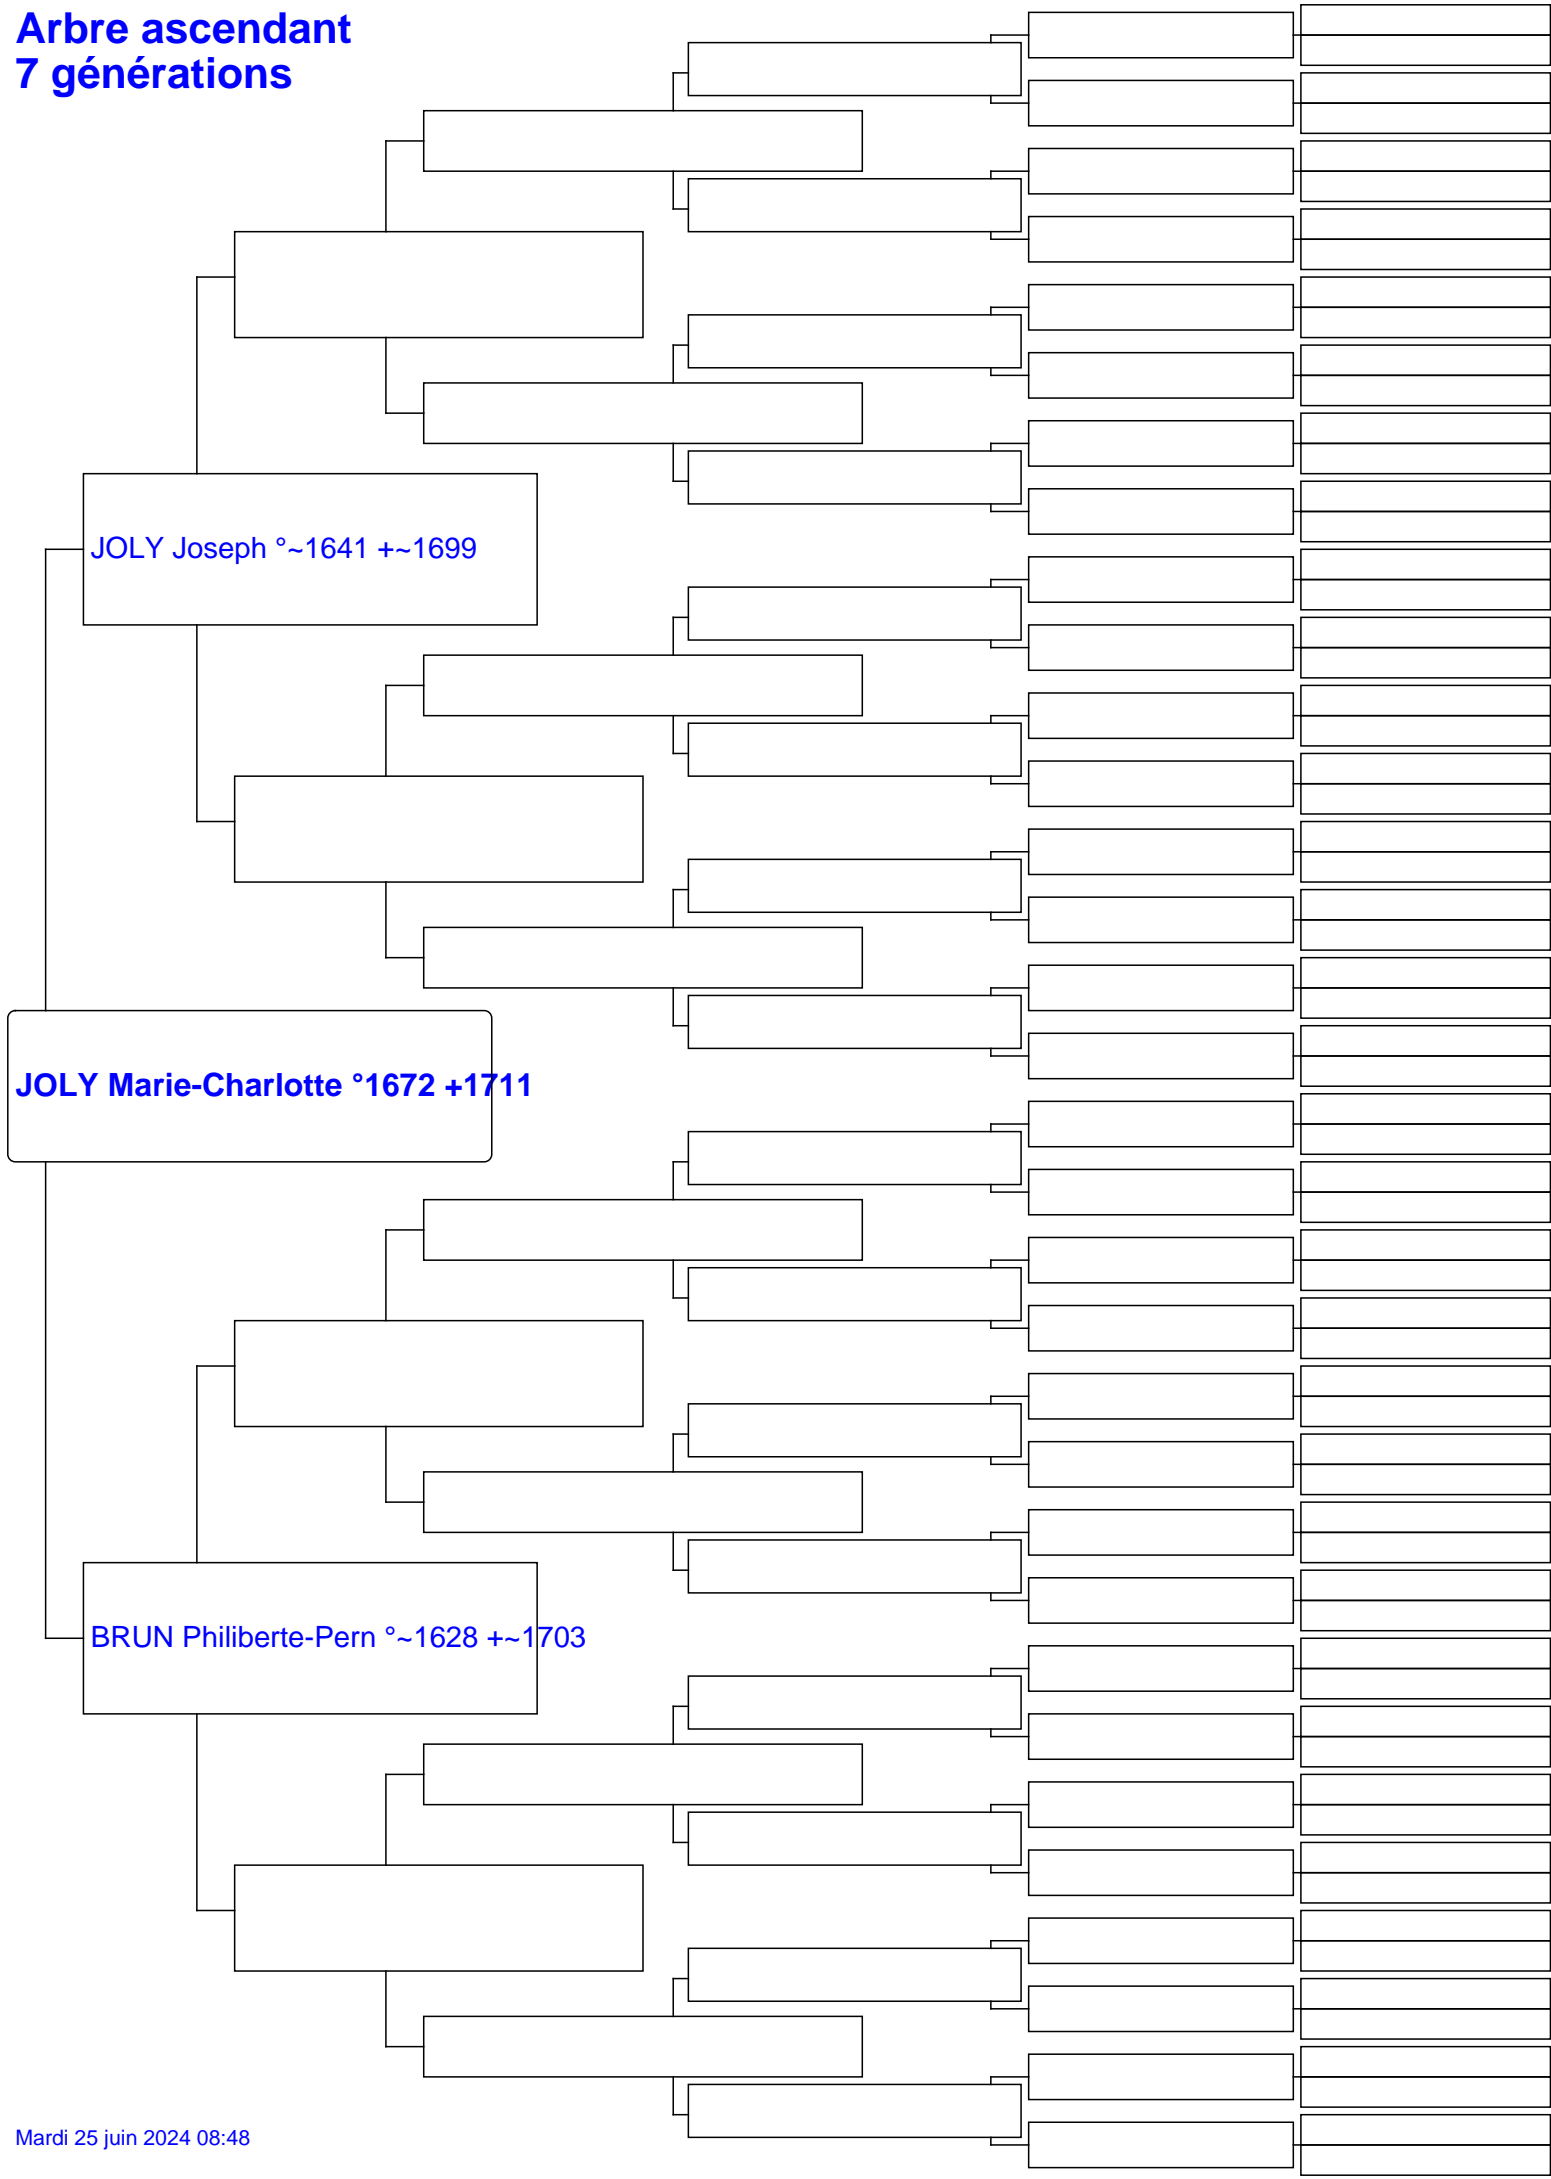 Arbre ascendant
7 générations
JOLY Joseph °~1641 +~1699
JOLY Marie-Charlotte °1672 +1711
BRUN Philiberte-Pern °~1628 +~1703
Mardi 25 juin 2024 08:48